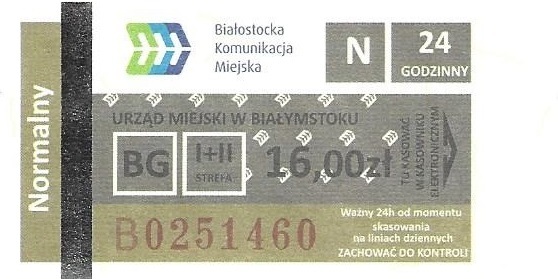 Normalny
Białostocka
Komunikacja
Miejska
N
24
GODZINNY
URZĄD MIEJSKI W BIAŁYMSTOKU
BG
I+II
STREFA
16,00zł
TU KASOWAĆ
W KASOWNIKU
ELEKTRONICZNYM
B0251460
Ważny 24h od momentu
skasowania
na liniach dziennych
ZACHOWAĆ DO KONTROLI